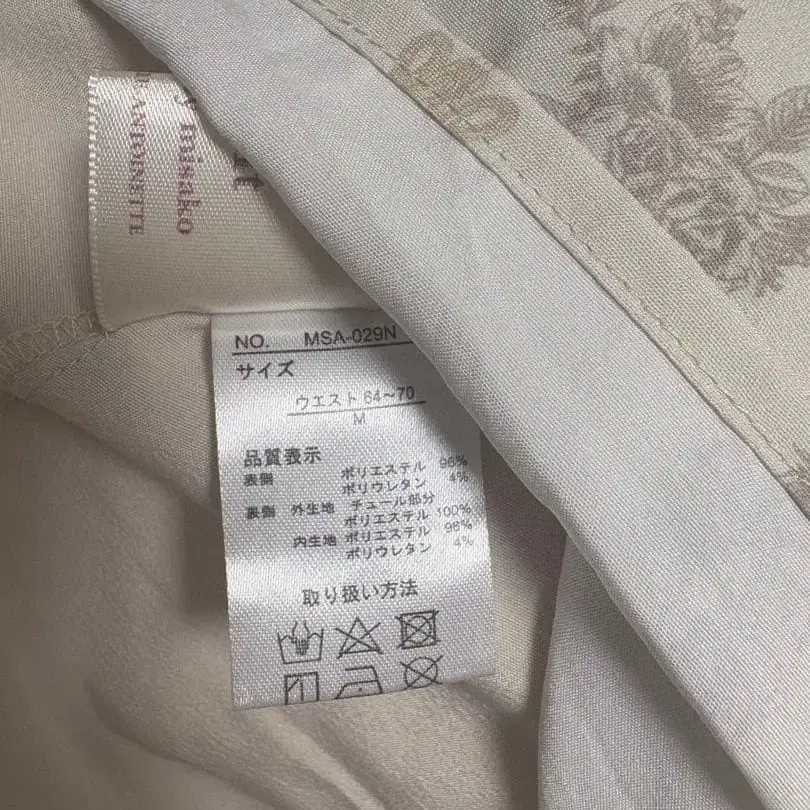 misako
ANTOINETTE
NO. MSA-029N
サイズ
ウエスト 64~70
M
品質表示
表側 ポリエステル 96%
ポリウレタン 4%
裏側 外生地 チュール部分
ポリエステル 100%
内生地 ポリエステル 96%
ポリウレタン 4%
取り扱い方法